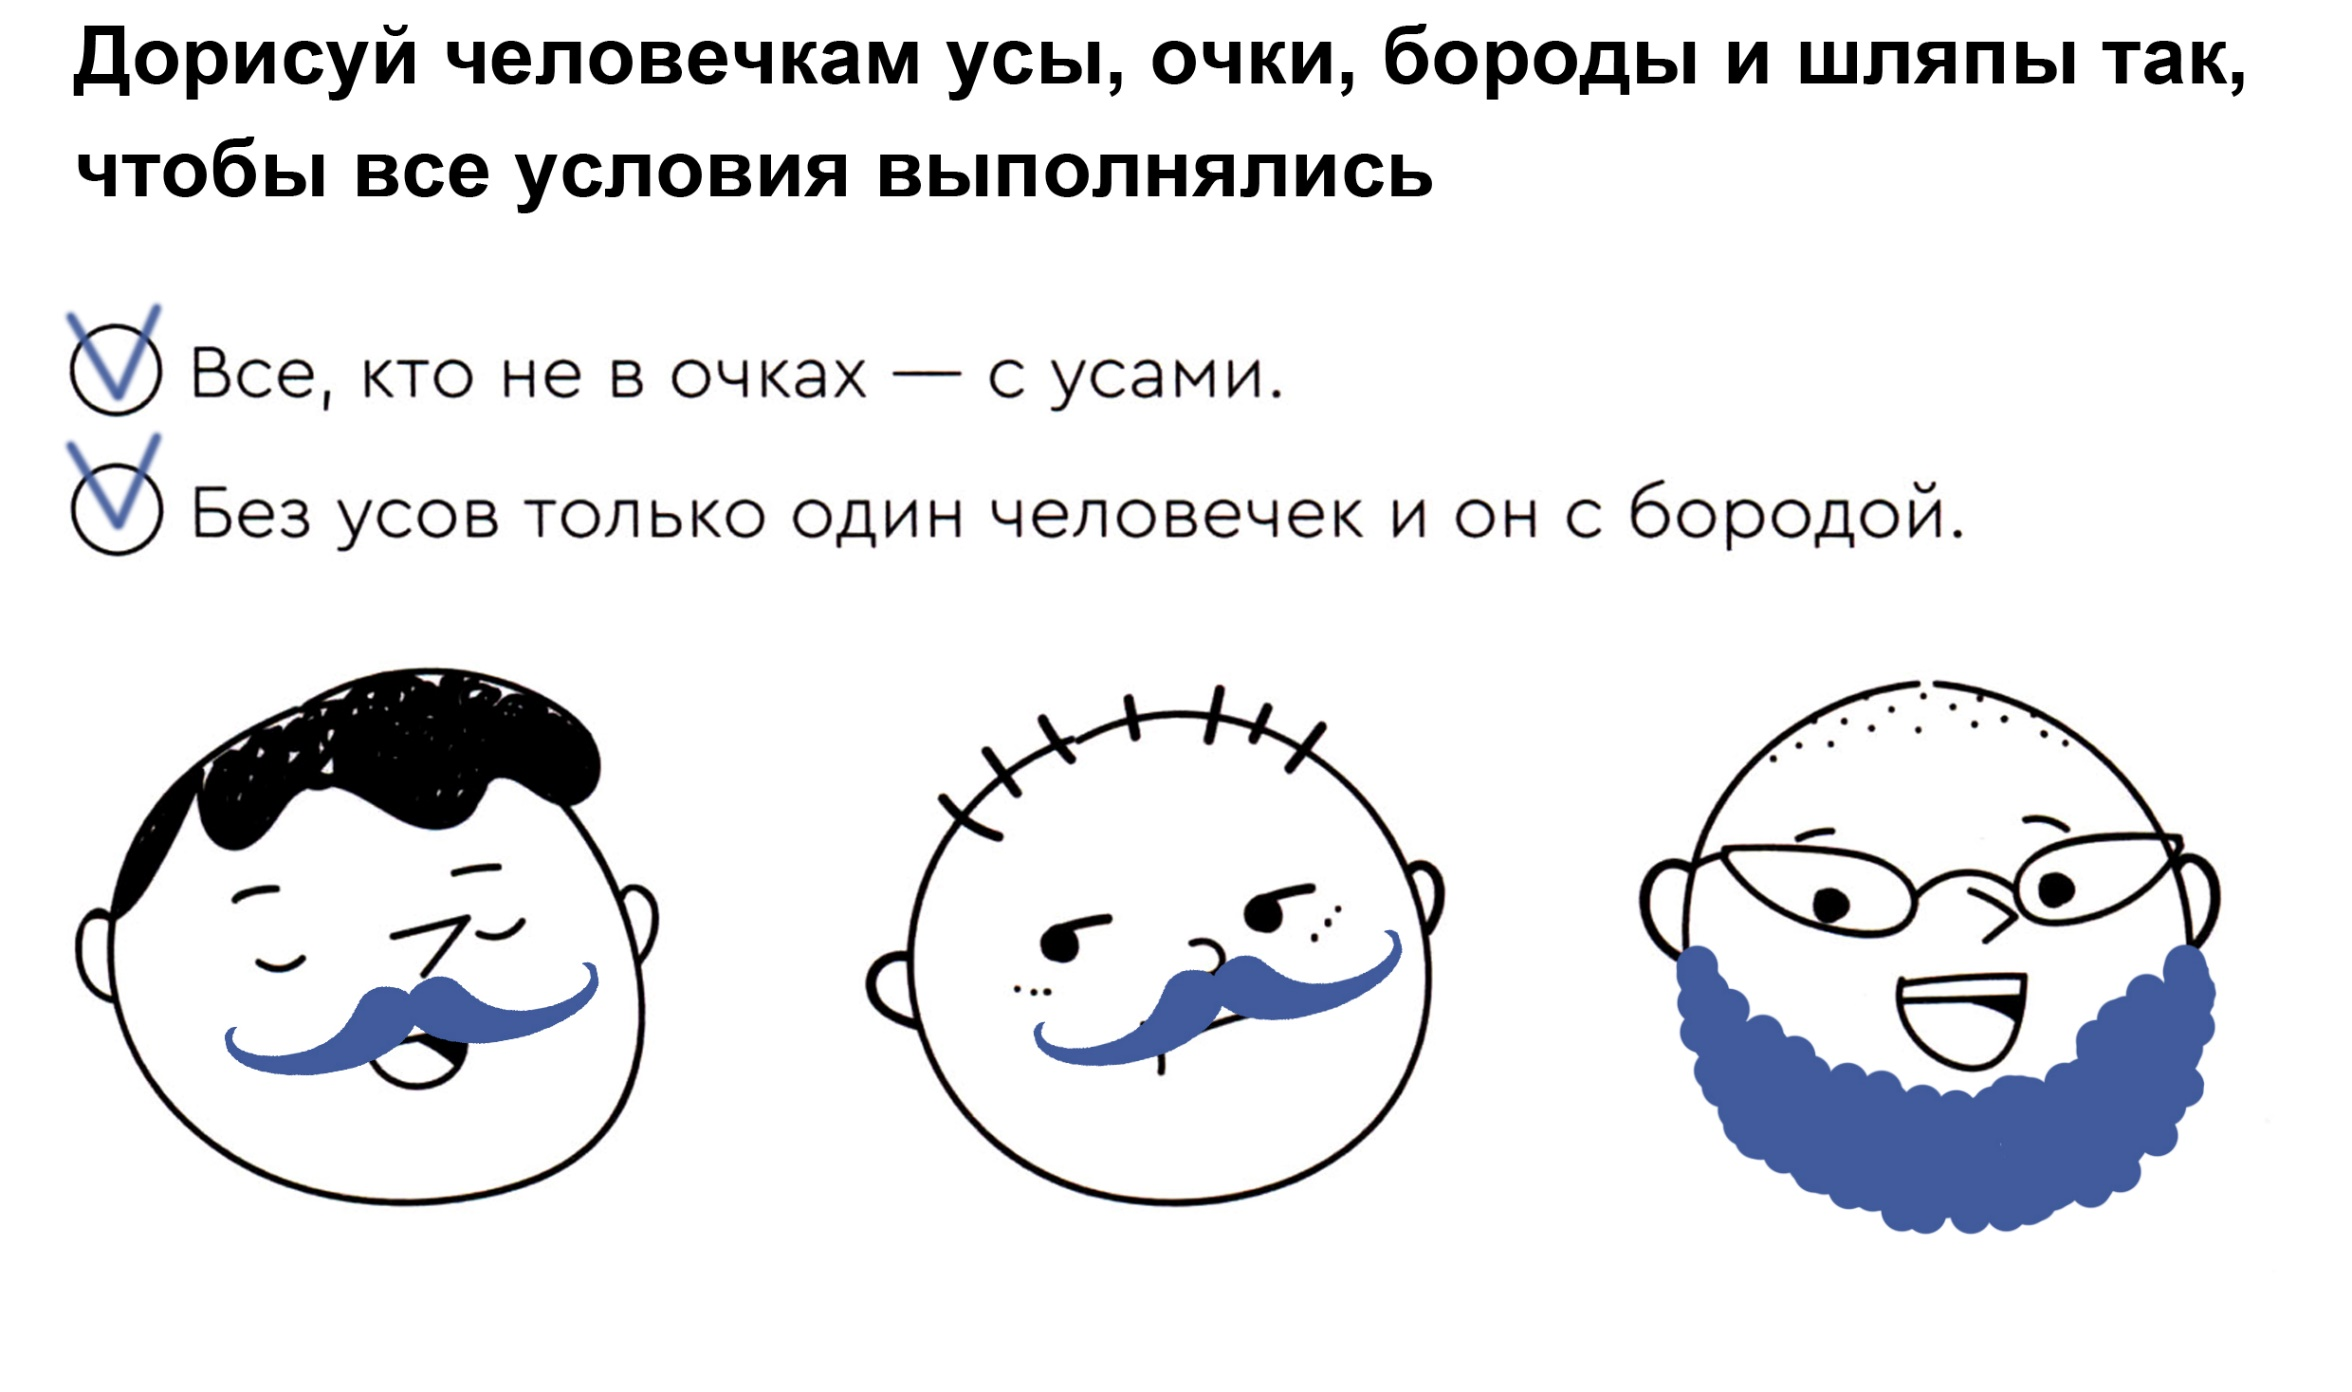 Дорисуй человечкам усы, очки, бороды и шляпы так,
чтобы все условия выполнялись
Все, кто не в очках — с усами.
Без усов только один человечек и он с бородой.